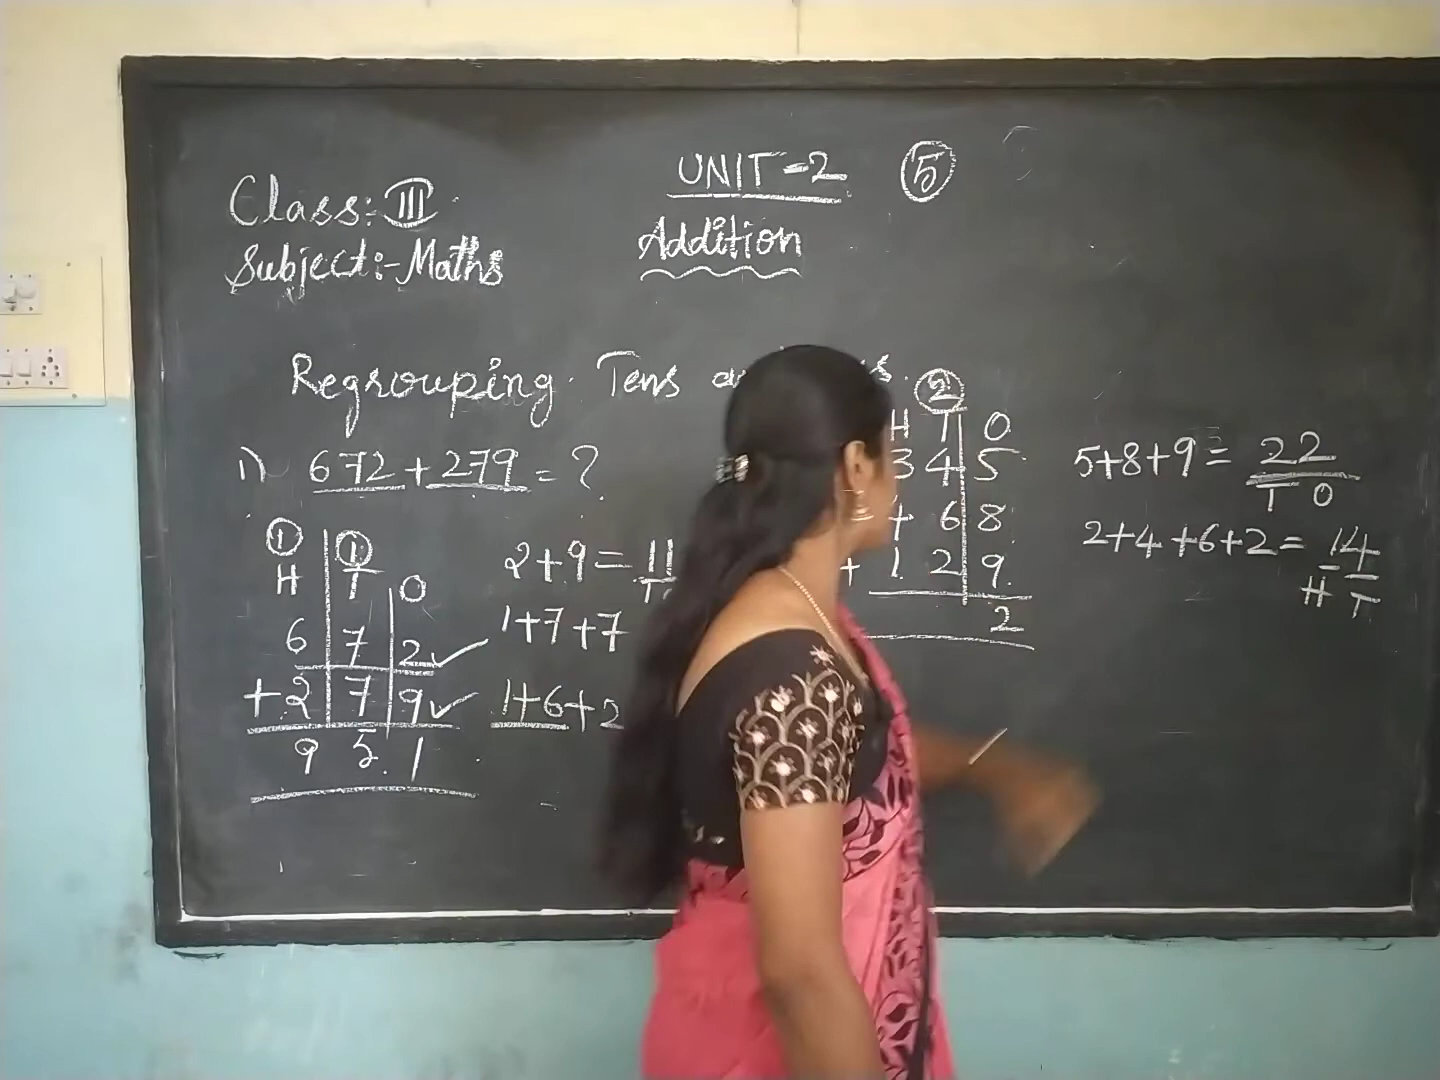 UNIT-2 5
Class:- III
Addition
Subject:- Maths
Regrouping Tens
1) 672 + 279 = ?
1 1
H T O
6 7 2
+ 2 7 9
9 5 1
2+9 = 11
T
1+7+7
1+6+2
2
H T O
3 4 5
+ 6 8
+ 1 2 9
2
5+8+9 = 22
T O
2+4+6+2 = 14
H T